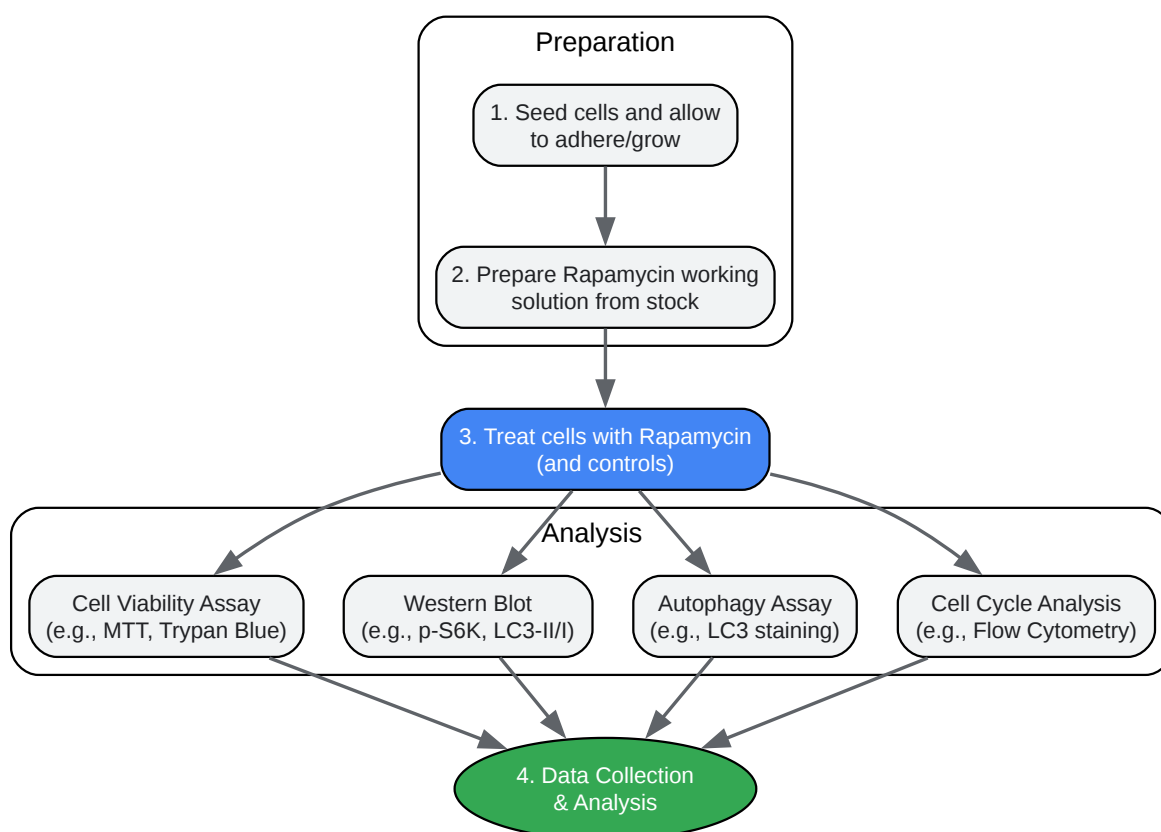 Preparation
1. Seed cells and allow
to adhere/grow
2. Prepare Rapamycin working
solution from stock
3. Treat cells with Rapamycin
(and controls)
Analysis
Cell Viability Assay
(e.g., MTT, Trypan Blue)
Western Blot
(e.g., p-S6K, LC3-II/I)
Autophagy Assay
(e.g., LC3 staining)
Cell Cycle Analysis
(e.g., Flow Cytometry)
4. Data Collection
& Analysis